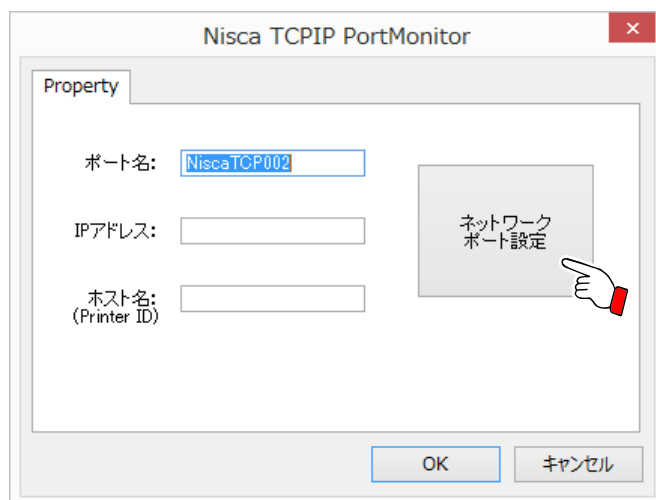 Nisca TCPIP PortMonitor
Property
ポート名:
NiscaTCP002
IPアドレス:
ホスト名:
(Printer ID)
ネットワーク
ポート設定
OK
キャンセル